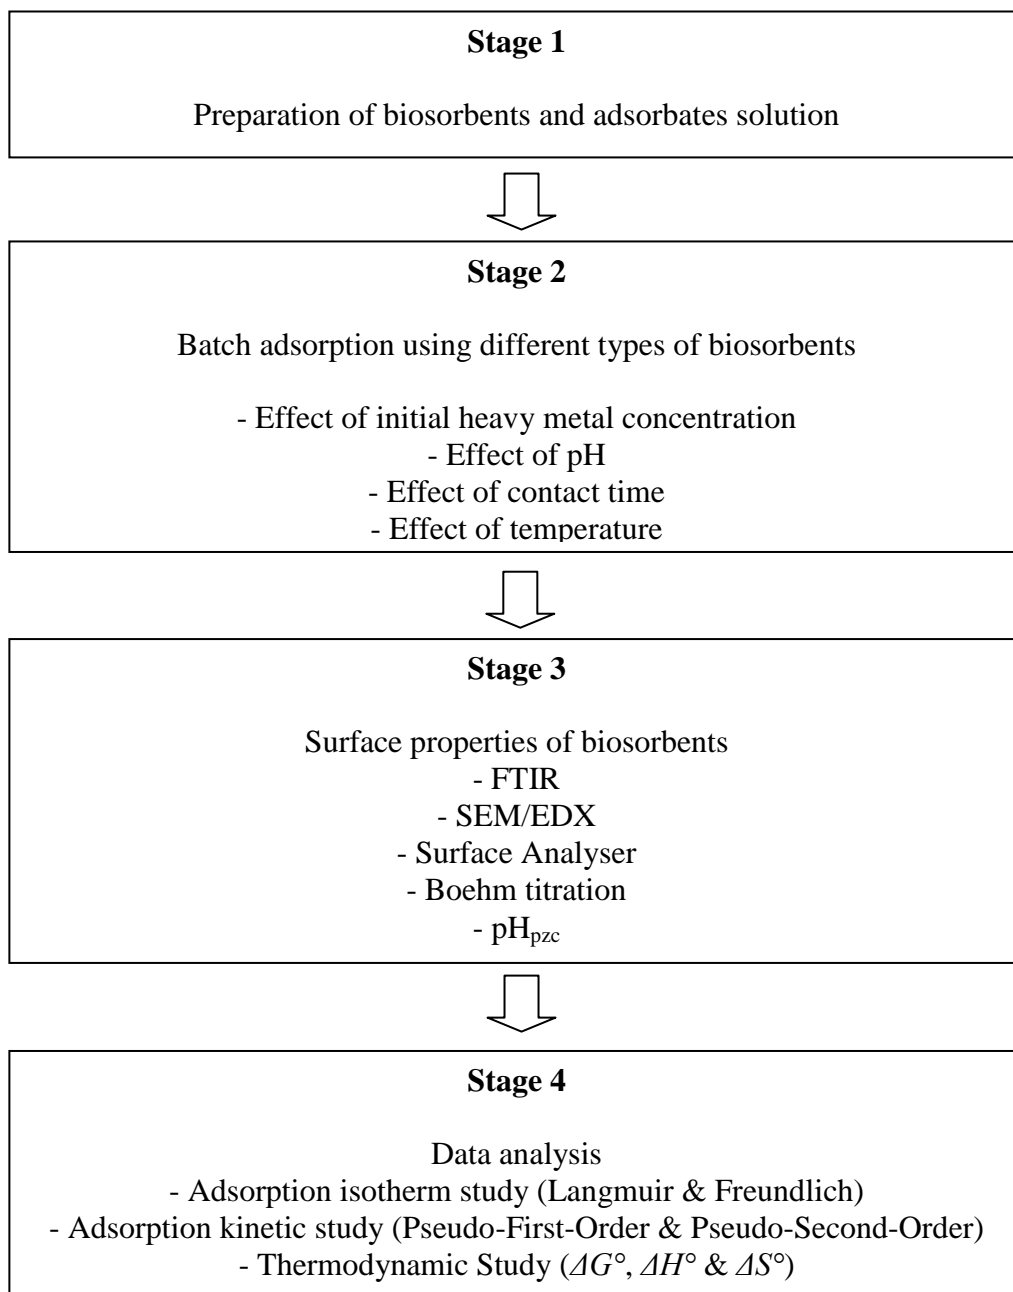 Stage 1
Preparation of biosorbents and adsorbates solution
Stage 2
Batch adsorption using different types of biosorbents
- Effect of initial heavy metal concentration
- Effect of pH
- Effect of contact time
- Effect of temperature
Stage 3
Surface properties of biosorbents
- FTIR
- SEM/EDX
- Surface Analyser
- Boehm titration
- pHpzc
Stage 4
Data analysis
- Adsorption isotherm study (Langmuir & Freundlich)
- Adsorption kinetic study (Pseudo-First-Order & Pseudo-Second-Order)
- Thermodynamic Study (ΔG°, ΔH° & ΔS°)